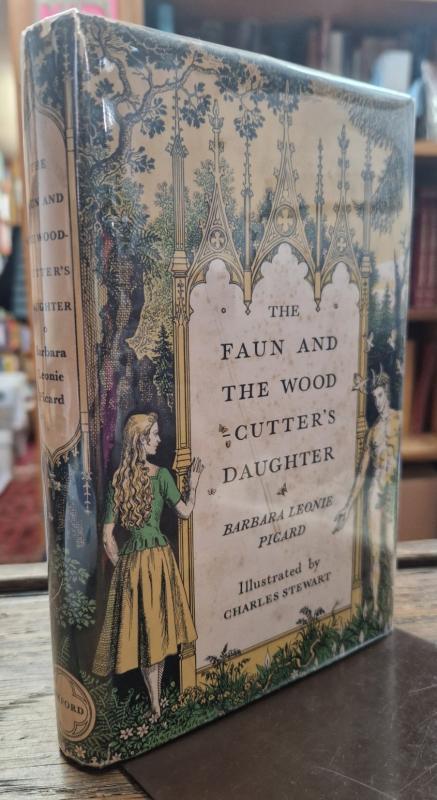 THE
FAUN AND
THE WOOD
-CUTTER'S
DAUGHTER
BARBARA LEONIE
PICARD
Illustrated by
CHARLES STEWART
THE
FAUN AND
WOOD-
CUTTER'S
DAUGHTER
Barbara
Leonie
Picard
OXFORD